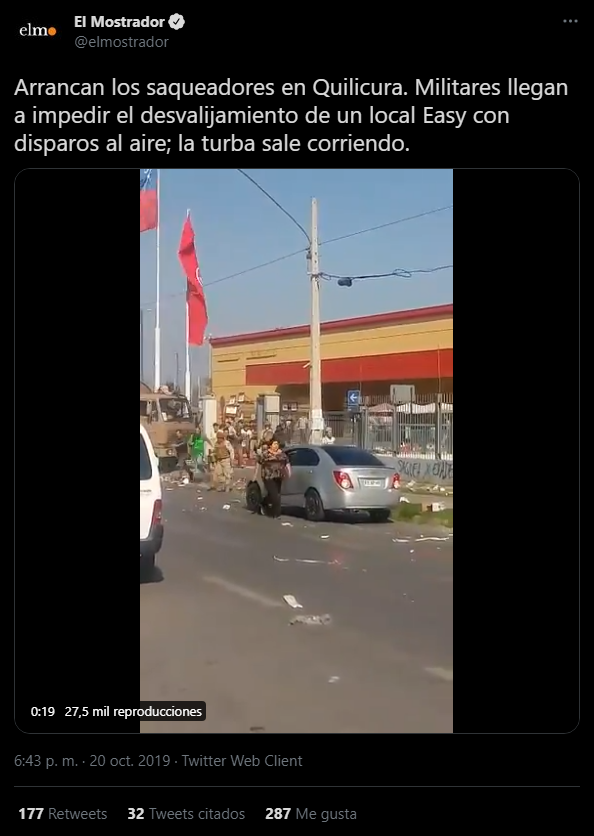 elmo
El Mostrador
@elmostrador
Arrancan los saqueadores en Quilicura. Militares llegan
a impedir el desvalijamiento de un local Easy con
disparos al aire; la turba sale corriendo.
0:19 27,5 mil reproducciones
6:43 p. m. · 20 oct. 2019 · Twitter Web Client
177 Retweets 32 Tweets citados 287 Me gusta